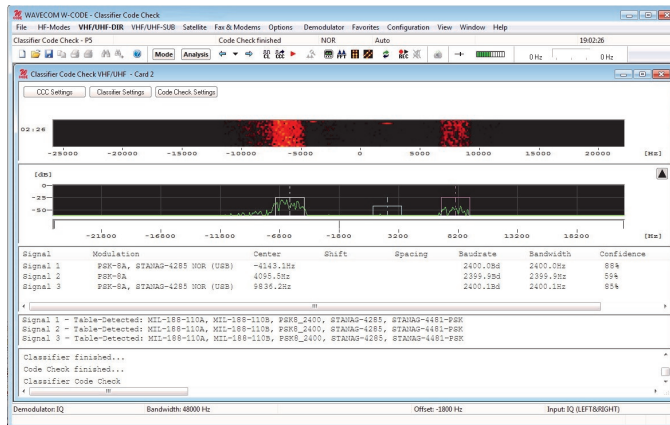 WAVECOM W-CODE - Classifier Code Check
File HF-Modes VHF/UHF-DIR VHF/UHF-SUB Satellite Fax & Modems Options Demodulator Favorites Configuration View Window Help
Classifier Code Check - P5 Code Check finished NOR Auto 19:02:26
Mode Analysis 0 Hz 0 Hz
Classifier Code Check VHF/UHF - Card 2
CCC Settings Classifier Settings Code Check Settings
02:26
-25000 -20000 -15000 -10000 -5000 0 5000 10000 15000 20000 [Hz]
[dB]
0
-25
-50
-21800 -16800 -11800 -6800 -1800 3200 8200 13200 18200 [Hz]
Signal Modulation Center Shift Spacing Baudrate Bandwidth Confidence
Signal 1 PSK-8A, STANAG-4285 NOR (USB) -4143.1Hz 2400.0Bd 2400.0Hz 88%
Signal 2 PSK-8A 4095.5Hz 2399.9Bd 2399.9Hz 59%
Signal 3 PSK-8A, STANAG-4285 NOR (USB) 9836.2Hz 2400.1Bd 2400.1Hz 85%
Signal 1 - Table-Detected: MIL-188-110A, MIL-188-110B, PSK8_2400, STANAG-4285, STANAG-4481-PSK
Signal 2 - Table-Detected: MIL-188-110A, MIL-188-110B, PSK8_2400, STANAG-4285, STANAG-4481-PSK
Signal 3 - Table-Detected: MIL-188-110A, MIL-188-110B, PSK8_2400, STANAG-4285, STANAG-4481-PSK
Classifier finished...
Code Check finished...
Classifier Code Check
Demodulator: IQ Bandwidth: 48000 Hz Offset: -1800 Hz Input: IQ (LEFT&RIGHT)